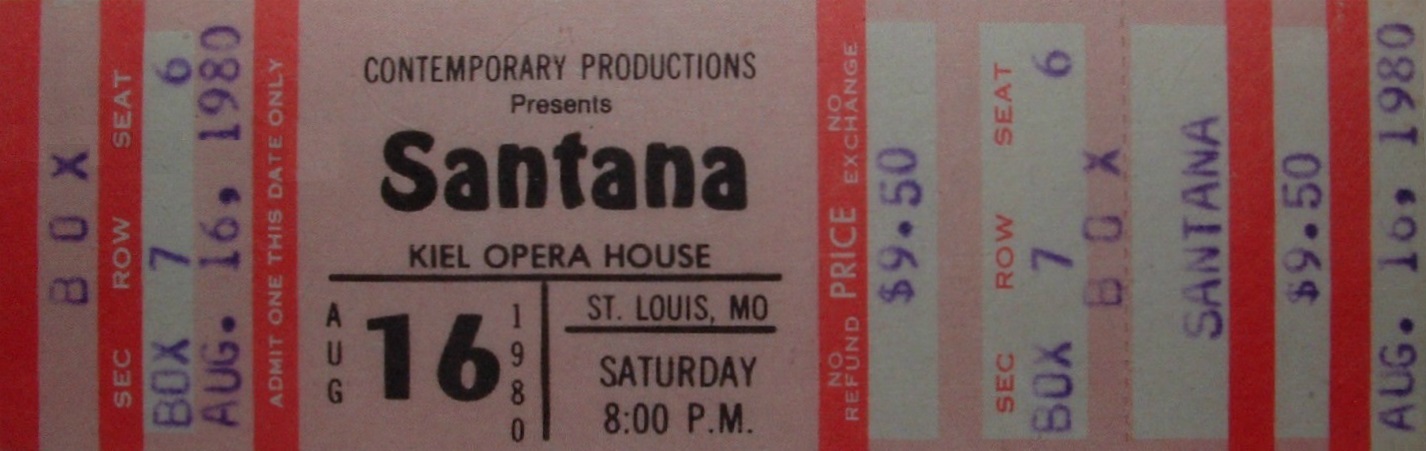 BOX
SEC ROW SEAT
BOX 7 6
AUG. 16, 1980
ADMIT ONE THIS DATE ONLY
CONTEMPORARY PRODUCTIONS
Presents
Santana
KIEL OPERA HOUSE
AUG 16 1980
ST. LOUIS, MO
SATURDAY
8:00 P.M.
NO REFUND PRICE NO EXCHANGE
$9.50
SEC ROW SEAT
BOX 7 6
BOX
SANTANA
$9.50
AUG. 16, 1980